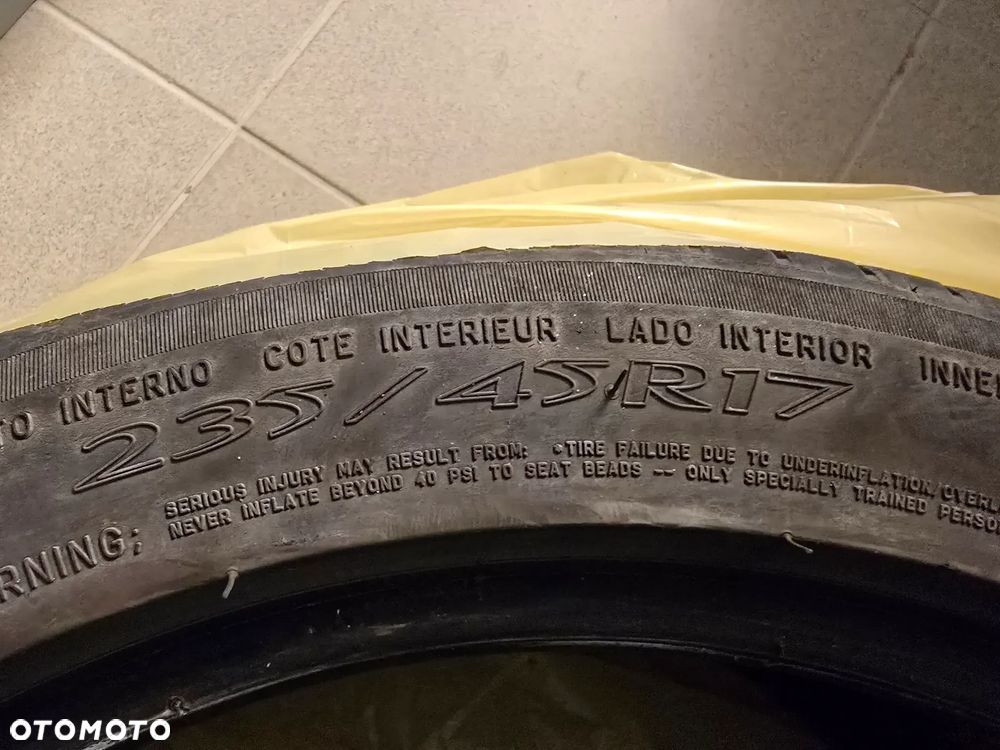 TO INTERNO COTE INTERIEUR LADO INTERIOR INNE
235/45R17
RNING:
SERIOUS INJURY MAY RESULT FROM: •TIRE FAILURE DUE TO UNDERINFLATION/OVERL
NEVER INFLATE BEYOND 40 PSI TO SEAT BEADS -- ONLY SPECIALLY TRAINED PERSO
OTOMOTO